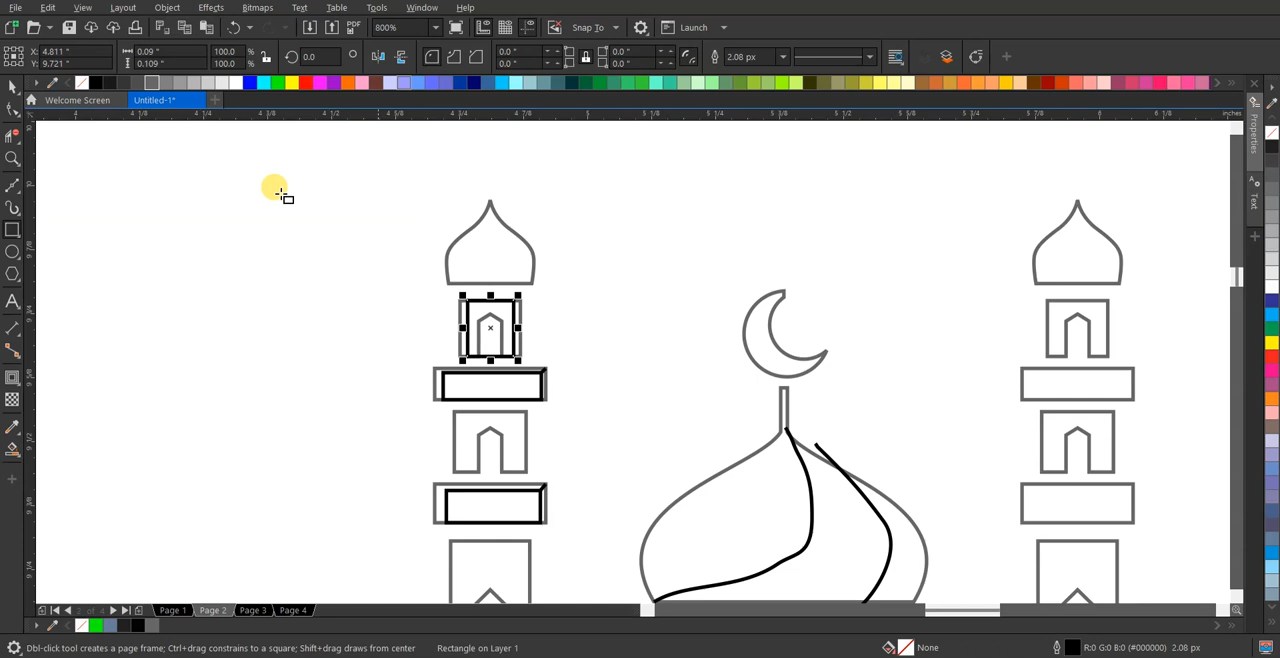 File Edit View Layout Object Effects Bitmaps Text Table Tools Window Help
PDF 800% Snap To Launch
X: 4.811 " 0.09 " 100.0 % 0.0 0.0 " 0.0 " 2.08 px
Y: 9.721 " 0.109 " 100.0 % 0.0 " 0.0 "
Welcome Screen Untitled-1*
inches
Properties
Text
2 of 4 Page 1 Page 2 Page 3 Page 4
Dbl-click tool creates a page frame; Ctrl+drag constrains to a square; Shift+drag draws from center Rectangle on Layer 1 None R:0 G:0 B:0 (#000000) 2.08 px